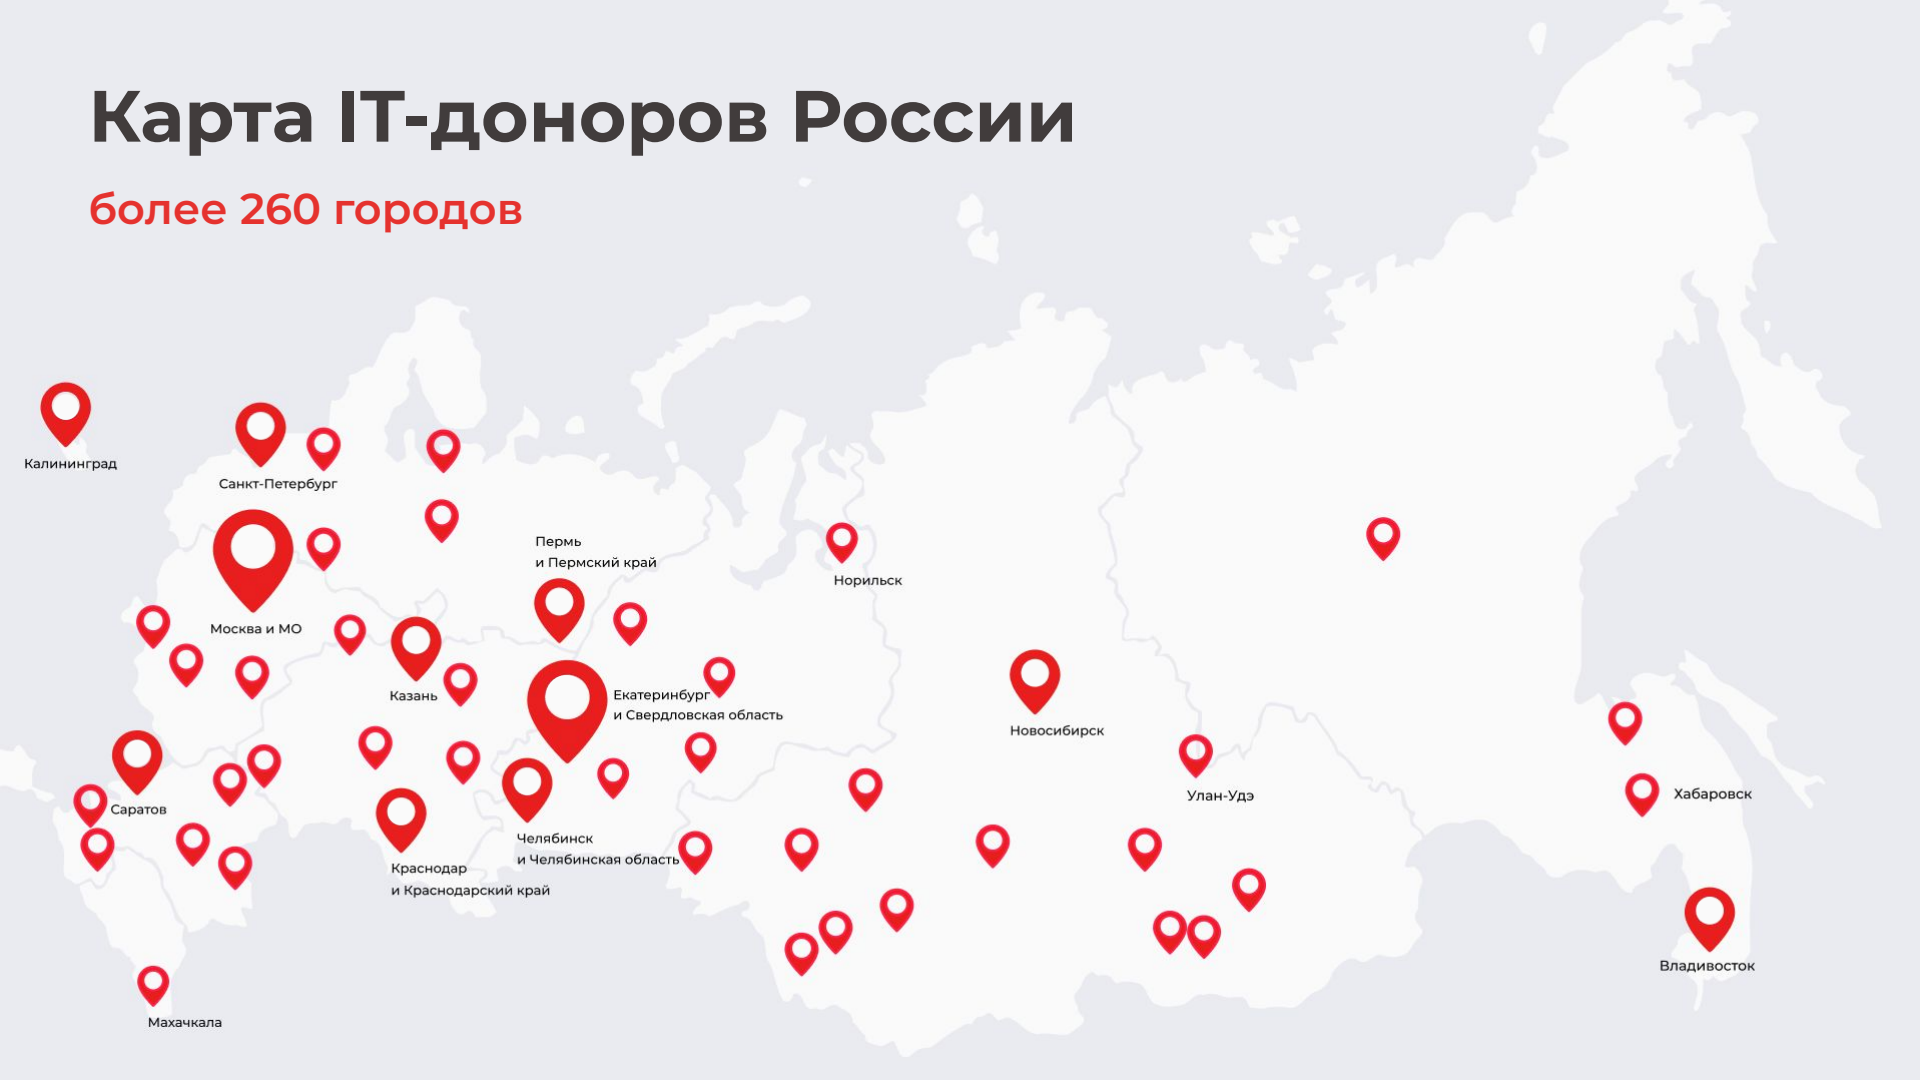 Карта IT-доноров России
более 260 городов
Калининград
Санкт-Петербург
Пермь
и Пермский край
Норильск
Москва и МО
Казань
Екатеринбург
и Свердловская область
Новосибирск
Улан-Удэ
Хабаровск
Саратов
Челябинск
и Челябинская область
Краснодар
и Краснодарский край
Владивосток
Махачкала